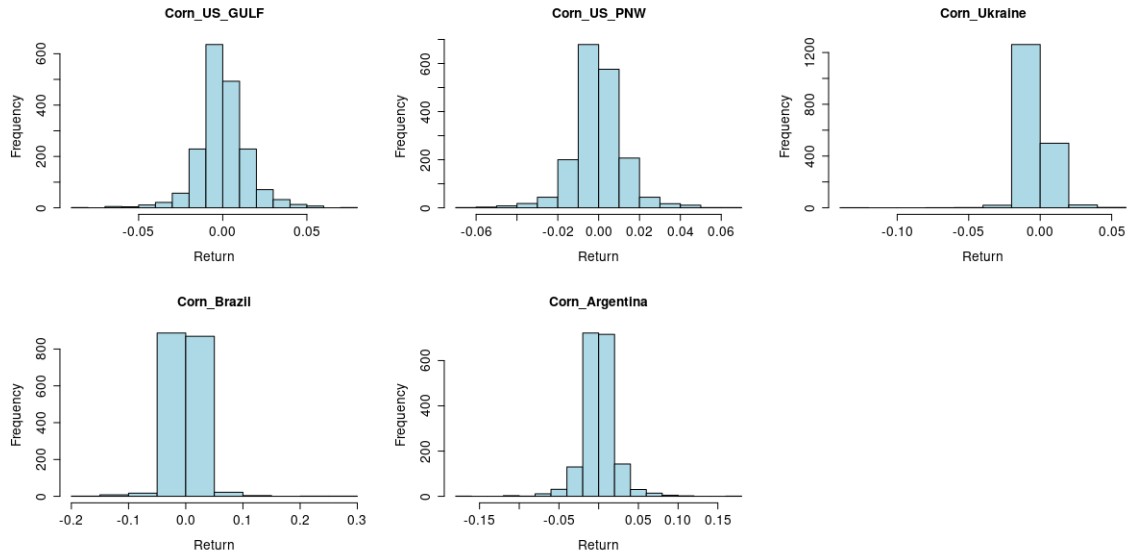 Corn_US_GULF
Frequency
0 200 400 600
-0.05 0.00 0.05
Return
Corn_US_PNW
Frequency
0 200 400 600
-0.06 -0.02 0.00 0.02 0.04 0.06
Return
Corn_Ukraine
Frequency
0 400 800 1200
-0.10 -0.05 0.00 0.05
Return
Corn_Brazil
Frequency
0 200 400 600 800
-0.2 -0.1 0.0 0.1 0.2 0.3
Return
Corn_Argentina
Frequency
0 200 400 600
-0.15 -0.05 0.05 0.10 0.15
Return